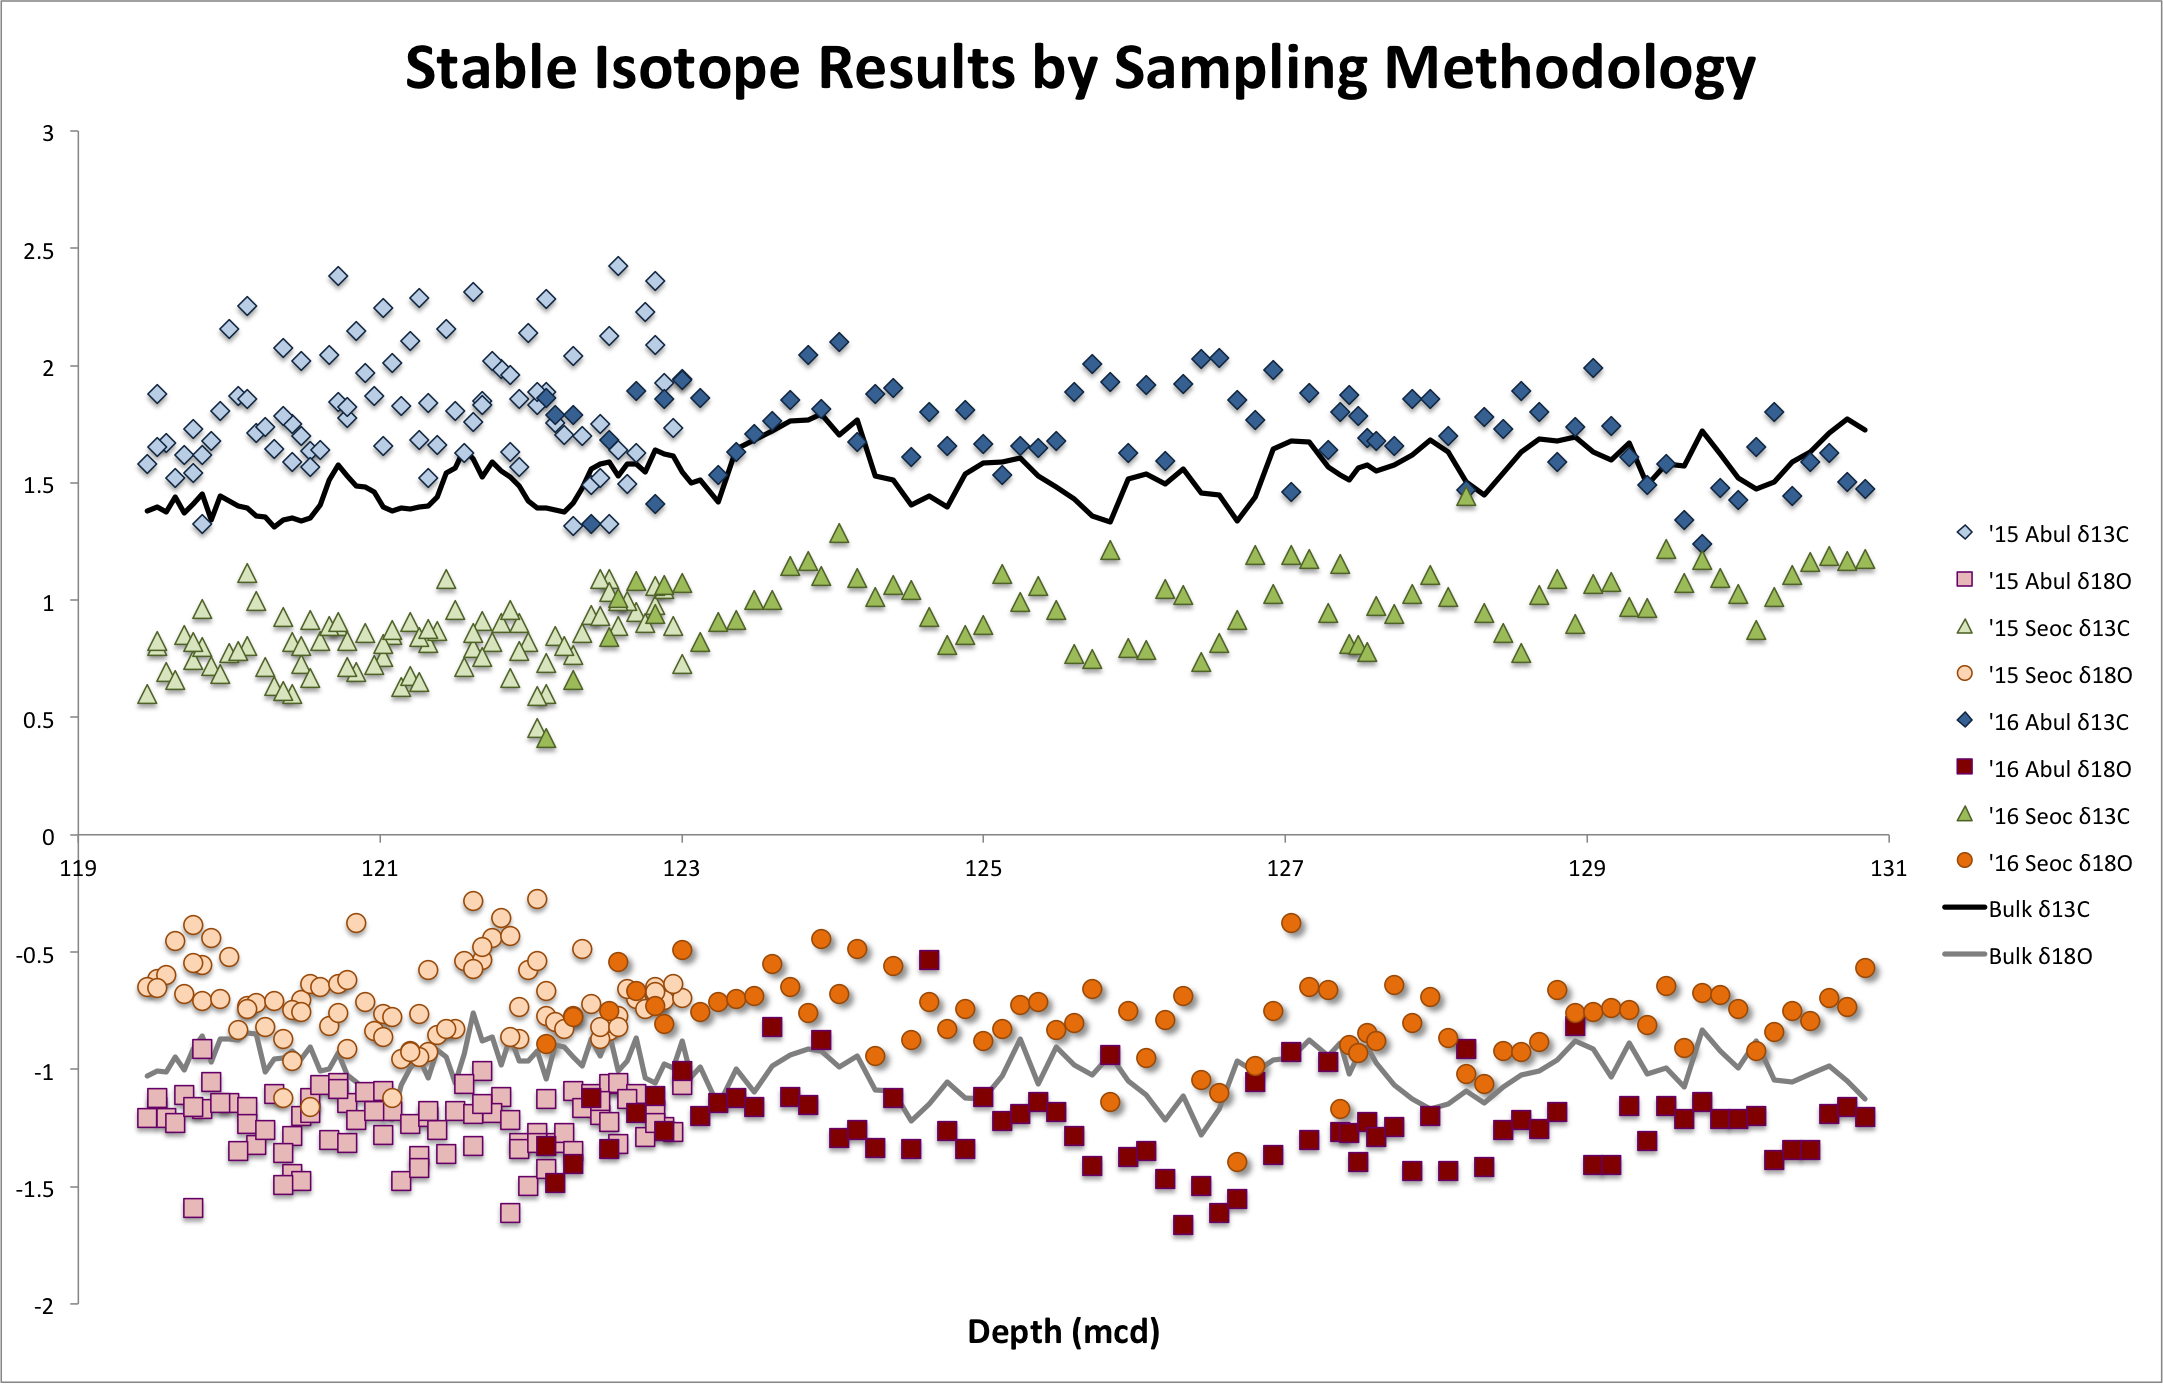 Stable Isotope Results by Sampling Methodology
3
2.5
2
1.5
1
0.5
0
-0.5
-1
-1.5
-2
119 121 123 125 127 129 131
Depth (mcd)
'15 Abul δ13C
'15 Abul δ18O
'15 Seoc δ13C
'15 Seoc δ18O
'16 Abul δ13C
'16 Abul δ18O
'16 Seoc δ13C
'16 Seoc δ18O
Bulk δ13C
Bulk δ18O